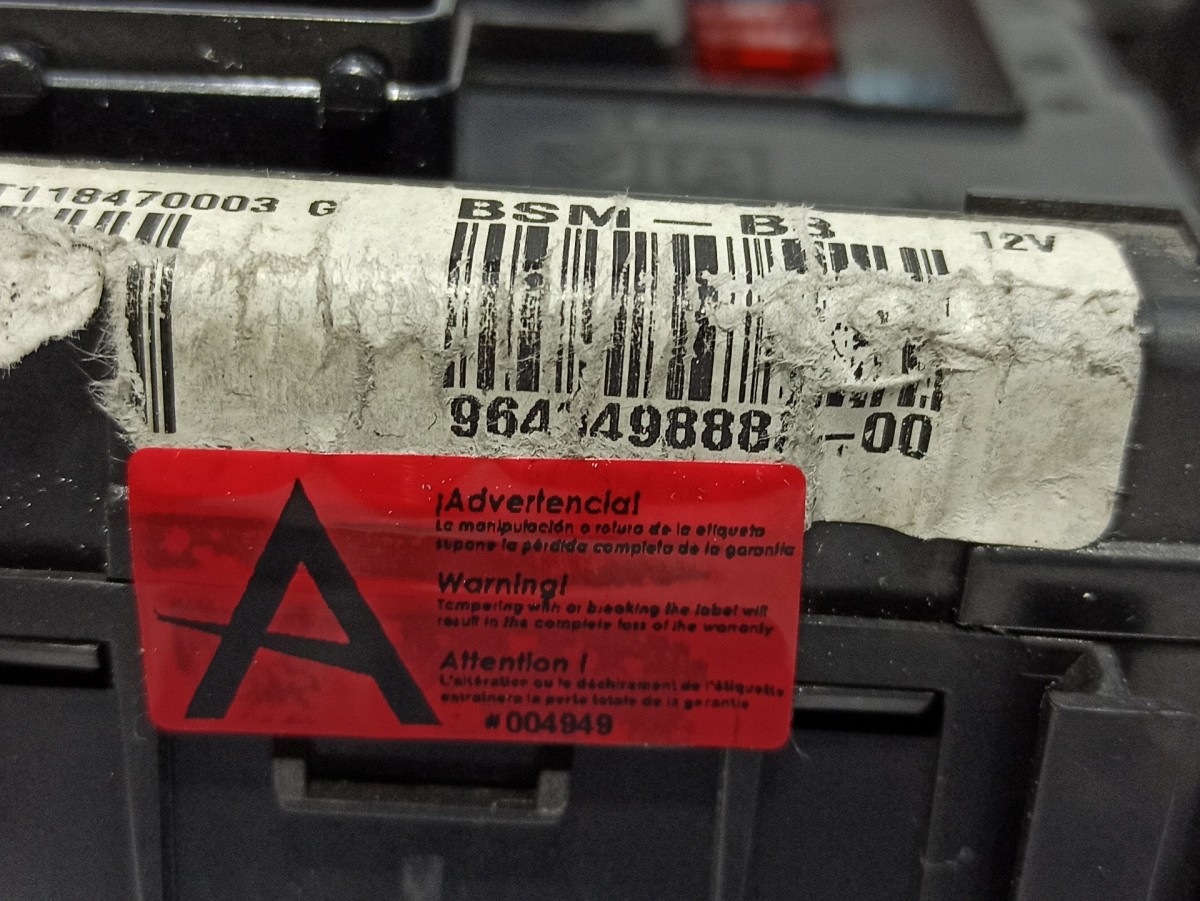 T118470003 G
BSM-B3
12V
-00
¡Advertencia!
La manipulación o rotura de la etiqueta
supone la pérdida completa de la garantía
Warning!
Tampering with or breaking the label will
result in the complete loss of the warranty
Attention !
L'altération ou le déchirement de l'étiquette
entraînera la perte totale de la garantie
#004949